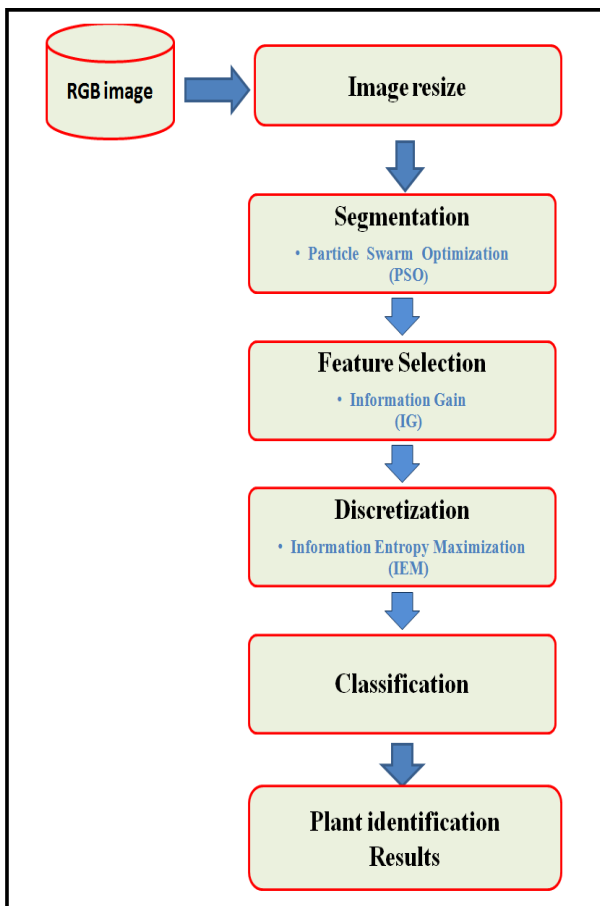 RGB image
Image resize
Segmentation
• Particle Swarm Optimization
(PSO)
Feature Selection
• Information Gain
(IG)
Discretization
• Information Entropy Maximization
(IEM)
Classification
Plant identification
Results